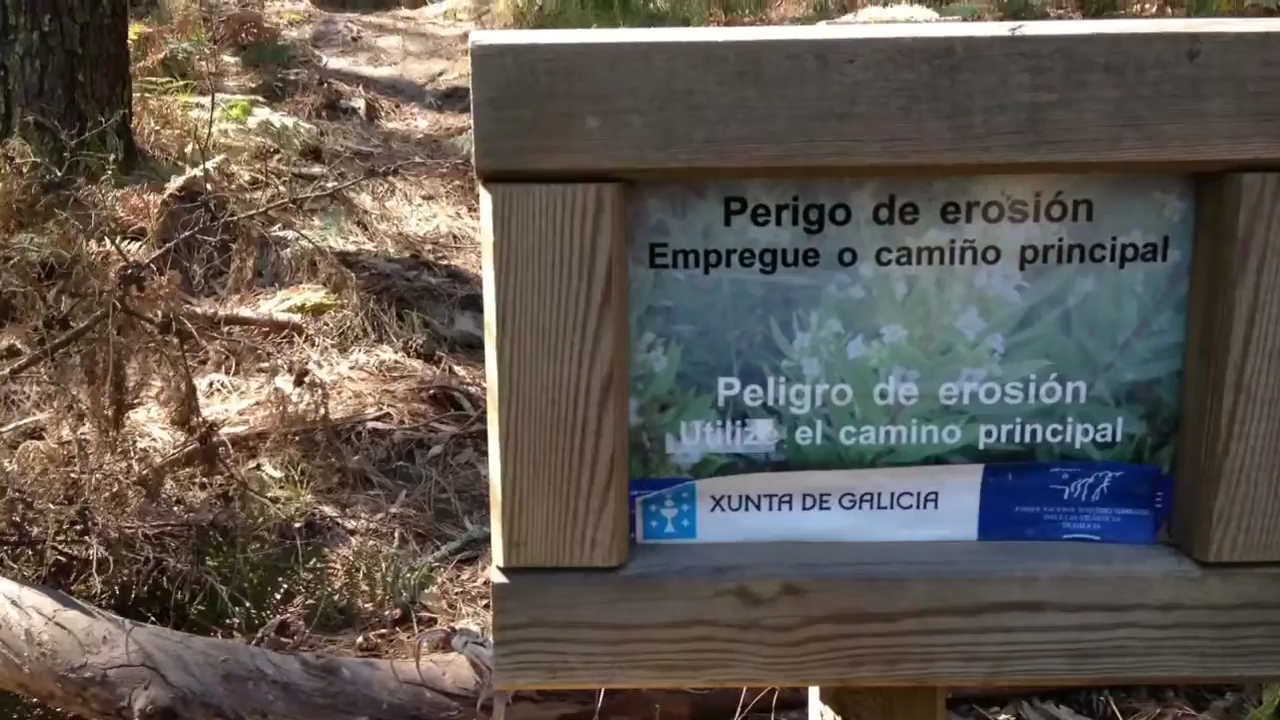 Perigo de erosión
Empregue o camiño principal
Peligro de erosión
Utilize el camino principal
XUNTA DE GALICIA